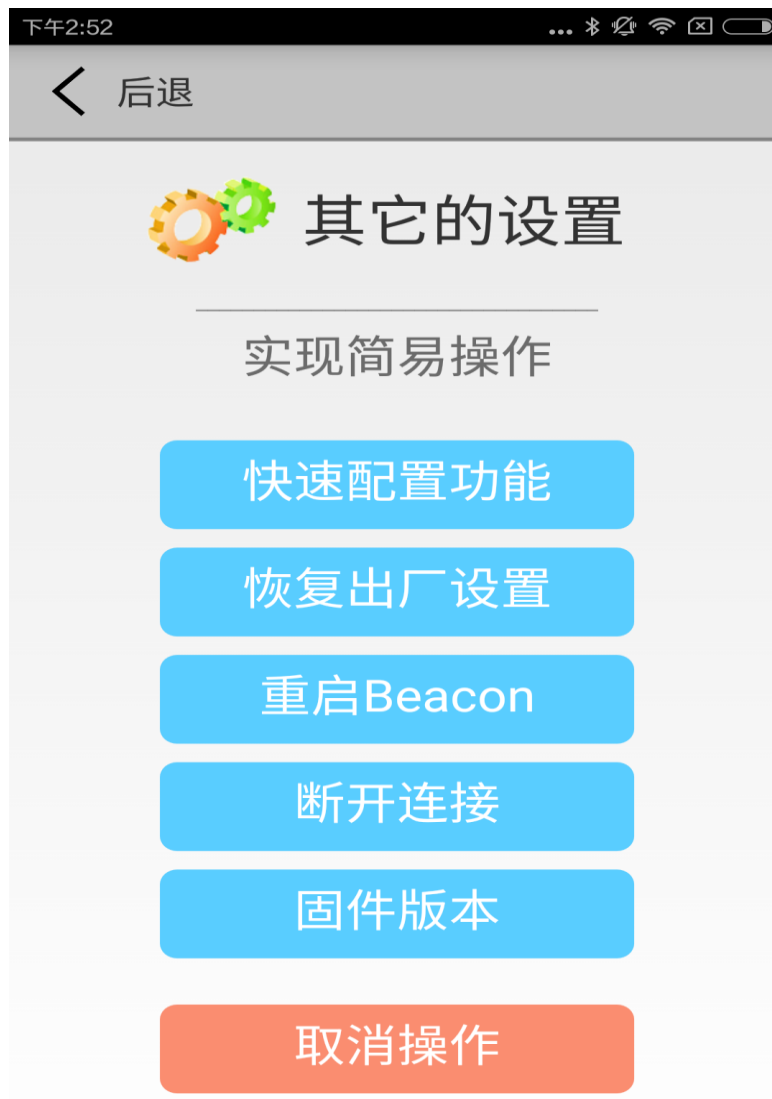 下午2:52
后退
其它的设置
实现简易操作
快速配置功能
恢复出厂设置
重启Beacon
断开连接
固件版本
取消操作